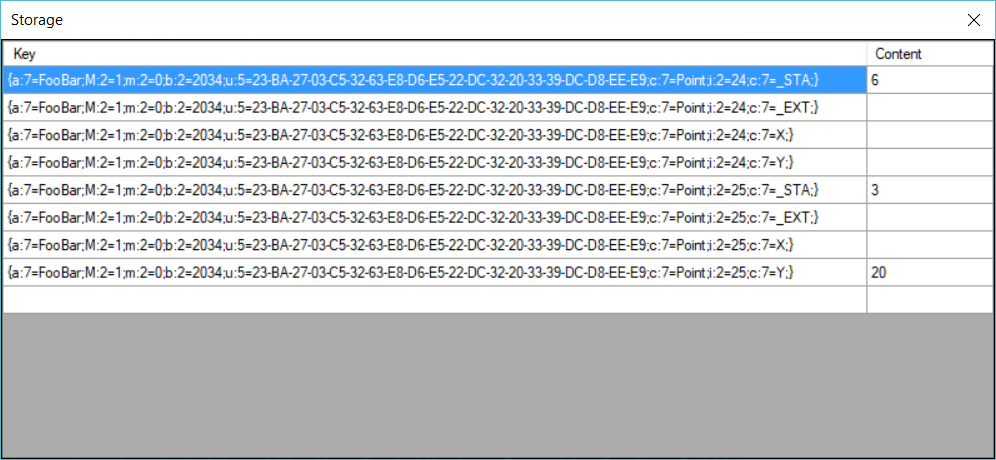 Storage
Key Content
{a:7=FooBar;M:2=1;m:2=0;b:2=2034;u:5=23-BA-27-03-C5-32-63-E8-D6-E5-22-DC-32-20-33-39-DC-D8-EE-E9;c:7=Point;i:2=24;c:7=_STA;} 6
{a:7=FooBar;M:2=1;m:2=0;b:2=2034;u:5=23-BA-27-03-C5-32-63-E8-D6-E5-22-DC-32-20-33-39-DC-D8-EE-E9;c:7=Point;i:2=24;c:7=_EXT;}
{a:7=FooBar;M:2=1;m:2=0;b:2=2034;u:5=23-BA-27-03-C5-32-63-E8-D6-E5-22-DC-32-20-33-39-DC-D8-EE-E9;c:7=Point;i:2=24;c:7=X;}
{a:7=FooBar;M:2=1;m:2=0;b:2=2034;u:5=23-BA-27-03-C5-32-63-E8-D6-E5-22-DC-32-20-33-39-DC-D8-EE-E9;c:7=Point;i:2=24;c:7=Y;}
{a:7=FooBar;M:2=1;m:2=0;b:2=2034;u:5=23-BA-27-03-C5-32-63-E8-D6-E5-22-DC-32-20-33-39-DC-D8-EE-E9;c:7=Point;i:2=25;c:7=_STA;} 3
{a:7=FooBar;M:2=1;m:2=0;b:2=2034;u:5=23-BA-27-03-C5-32-63-E8-D6-E5-22-DC-32-20-33-39-DC-D8-EE-E9;c:7=Point;i:2=25;c:7=_EXT;}
{a:7=FooBar;M:2=1;m:2=0;b:2=2034;u:5=23-BA-27-03-C5-32-63-E8-D6-E5-22-DC-32-20-33-39-DC-D8-EE-E9;c:7=Point;i:2=25;c:7=X;}
{a:7=FooBar;M:2=1;m:2=0;b:2=2034;u:5=23-BA-27-03-C5-32-63-E8-D6-E5-22-DC-32-20-33-39-DC-D8-EE-E9;c:7=Point;i:2=25;c:7=Y;} 20